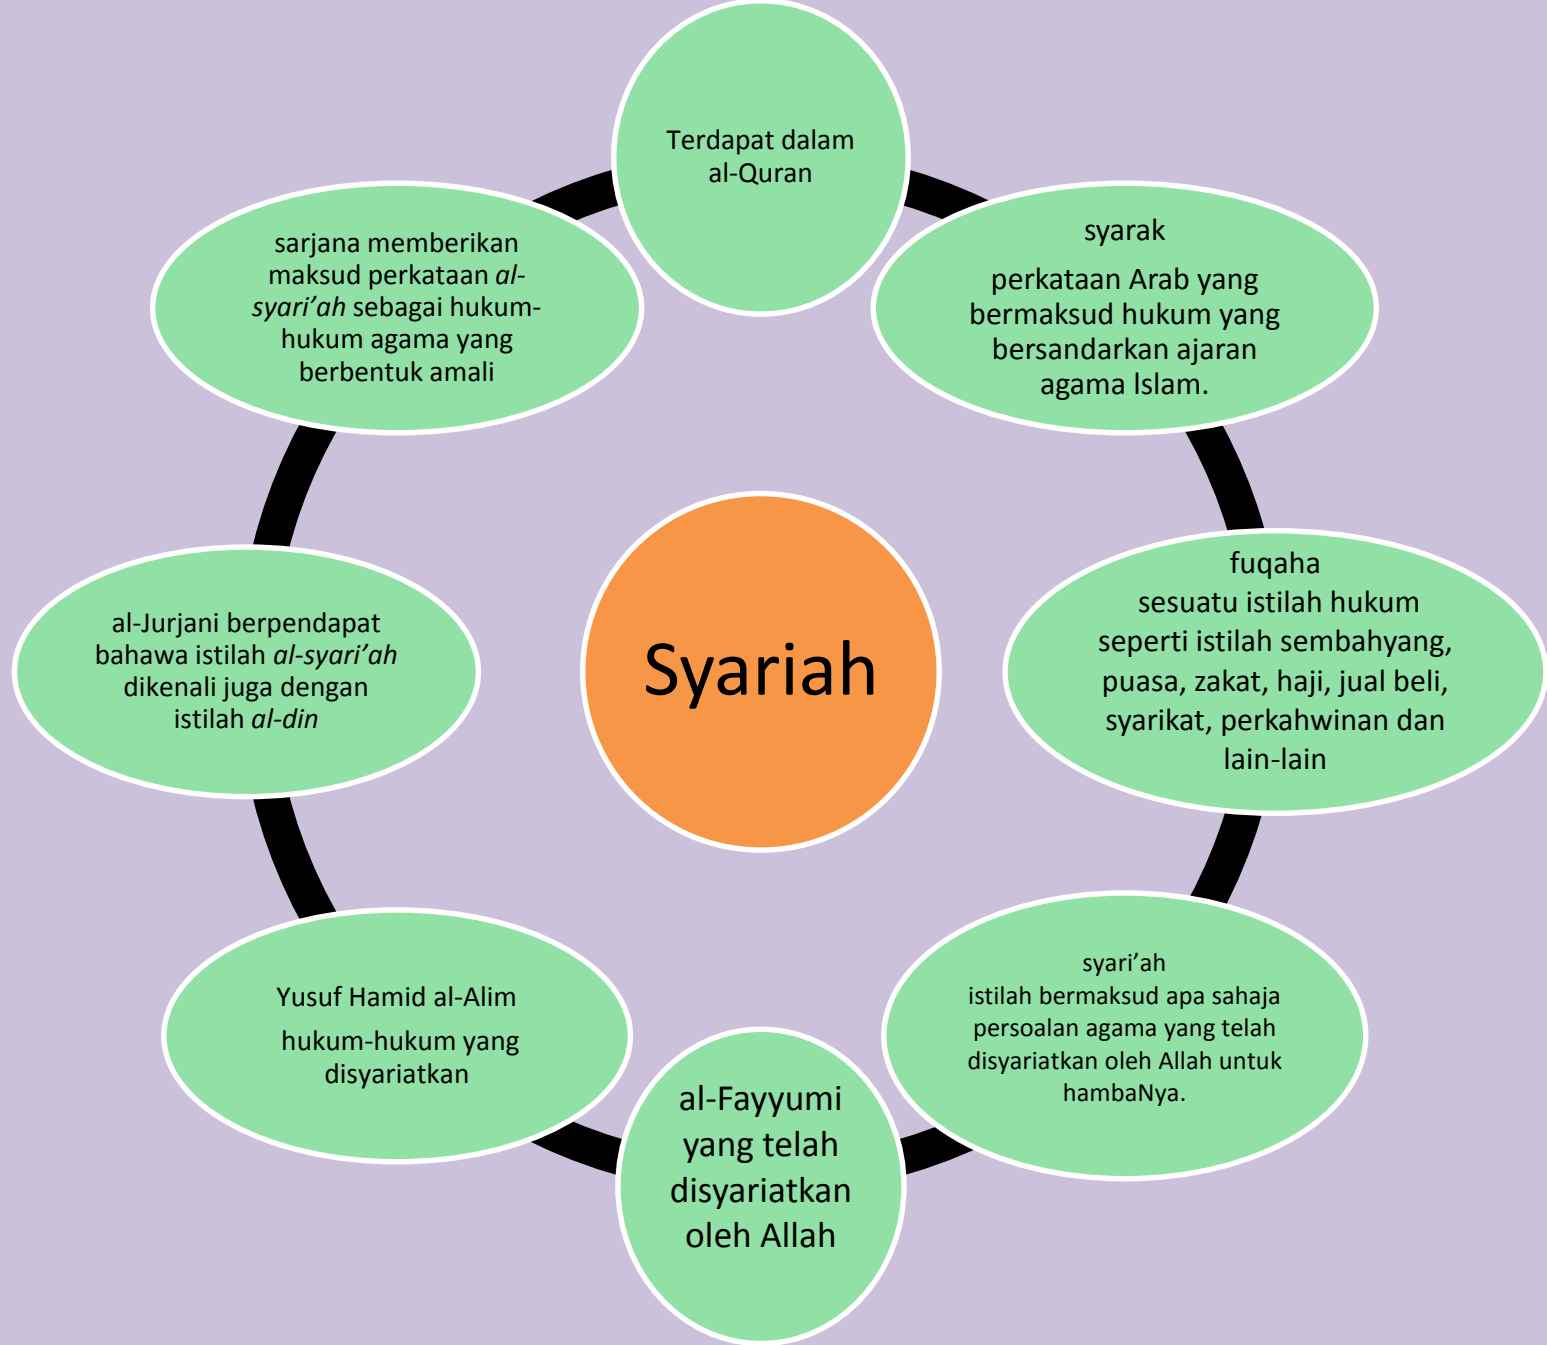 Terdapat dalam
al-Quran
syarak
perkataan Arab yang
bermaksud hukum yang
bersandarkan ajaran
agama Islam.
fuqaha
sesuatu istilah hukum
seperti istilah sembahyang,
puasa, zakat, haji, jual beli,
syarikat, perkahwinan dan
lain-lain
syari’ah
istilah bermaksud apa sahaja
persoalan agama yang telah
disyariatkan oleh Allah untuk
hambaNya.
al-Fayyumi
yang telah
disyariatkan
oleh Allah
Yusuf Hamid al-Alim
hukum-hukum yang
disyariatkan
al-Jurjani berpendapat
bahawa istilah al-syari’ah
dikenali juga dengan
istilah al-din
sarjana memberikan
maksud perkataan al-
syari’ah sebagai hukum-
hukum agama yang
berbentuk amali
Syariah